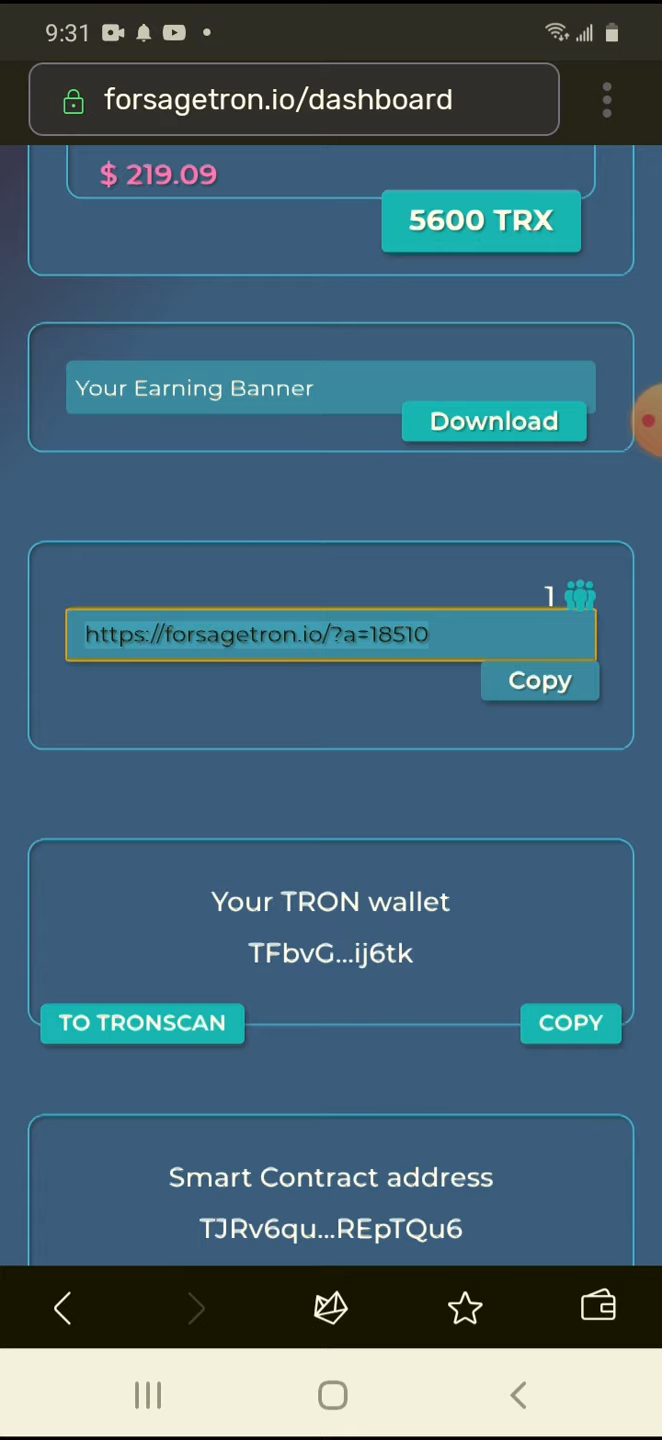 9:31
forsagetron.io/dashboard
$ 219.09
5600 TRX
Your Earning Banner
Download
1
https://forsagetron.io/?a=18510
Copy
Your TRON wallet
TFbvG...ij6tk
TO TRONSCAN
COPY
Smart Contract address
TJRv6qu...REpTQu6